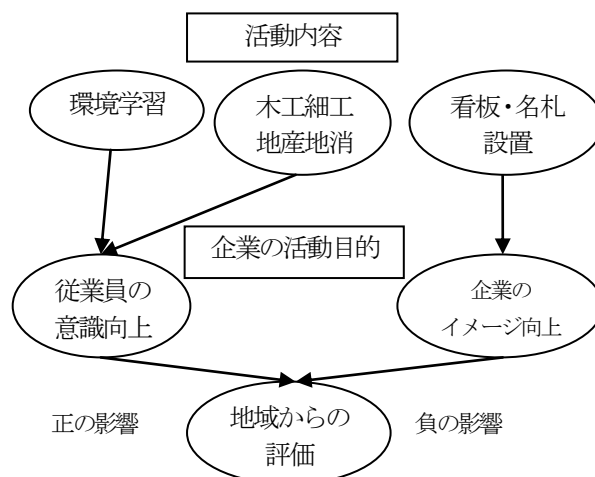 活動内容
環境学習
木工細工
地産地消
看板・名札
設置
企業の活動目的
従業員の
意識向上
企業の
イメージ向上
正の影響
地域からの
評価
負の影響